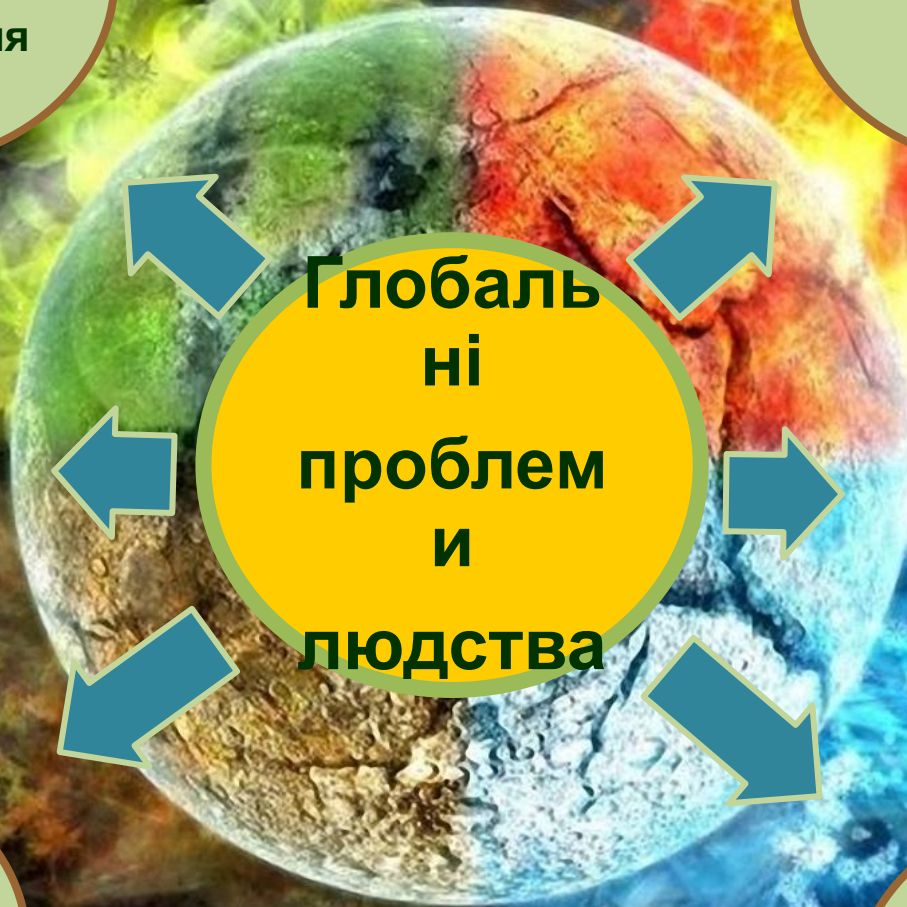 Глобаль
ні
проблем
и
людства